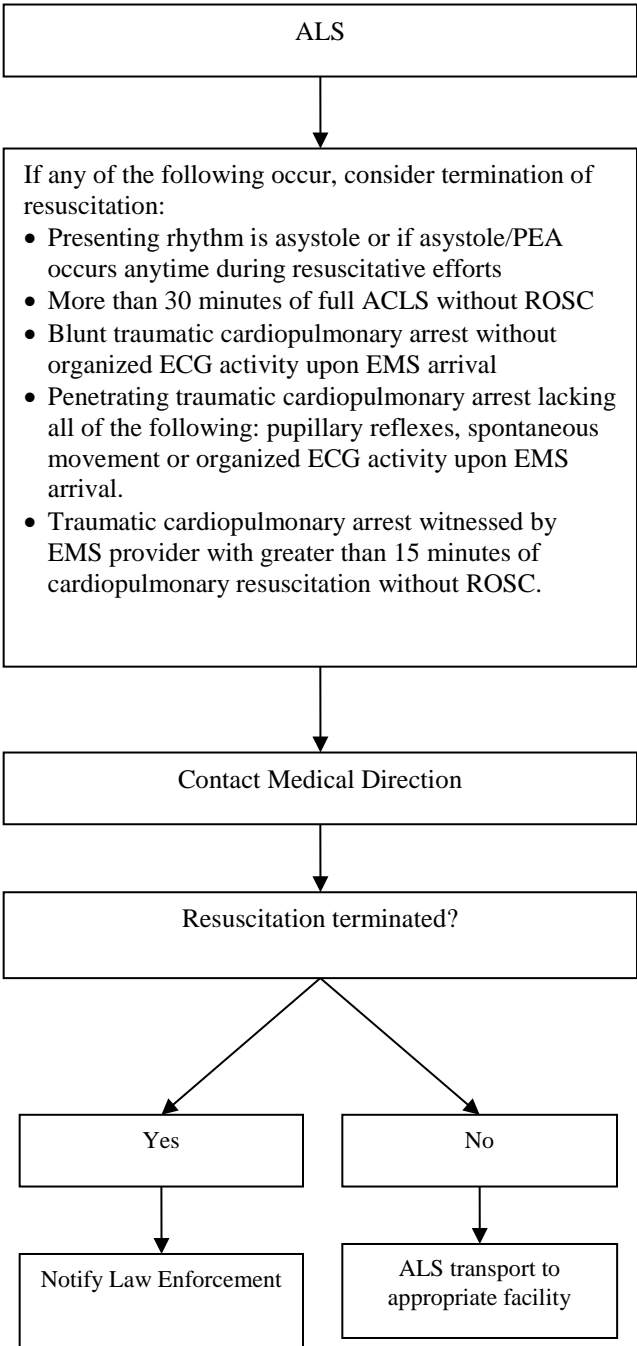 ALS
If any of the following occur, consider termination of
resuscitation:
• Presenting rhythm is asystole or if asystole/PEA
occurs anytime during resuscitative efforts
• More than 30 minutes of full ACLS without ROSC
• Blunt traumatic cardiopulmonary arrest without
organized ECG activity upon EMS arrival
• Penetrating traumatic cardiopulmonary arrest lacking
all of the following: pupillary reflexes, spontaneous
movement or organized ECG activity upon EMS
arrival.
• Traumatic cardiopulmonary arrest witnessed by
EMS provider with greater than 15 minutes of
cardiopulmonary resuscitation without ROSC.
Contact Medical Direction
Resuscitation terminated?
Yes
No
Notify Law Enforcement
ALS transport to
appropriate facility